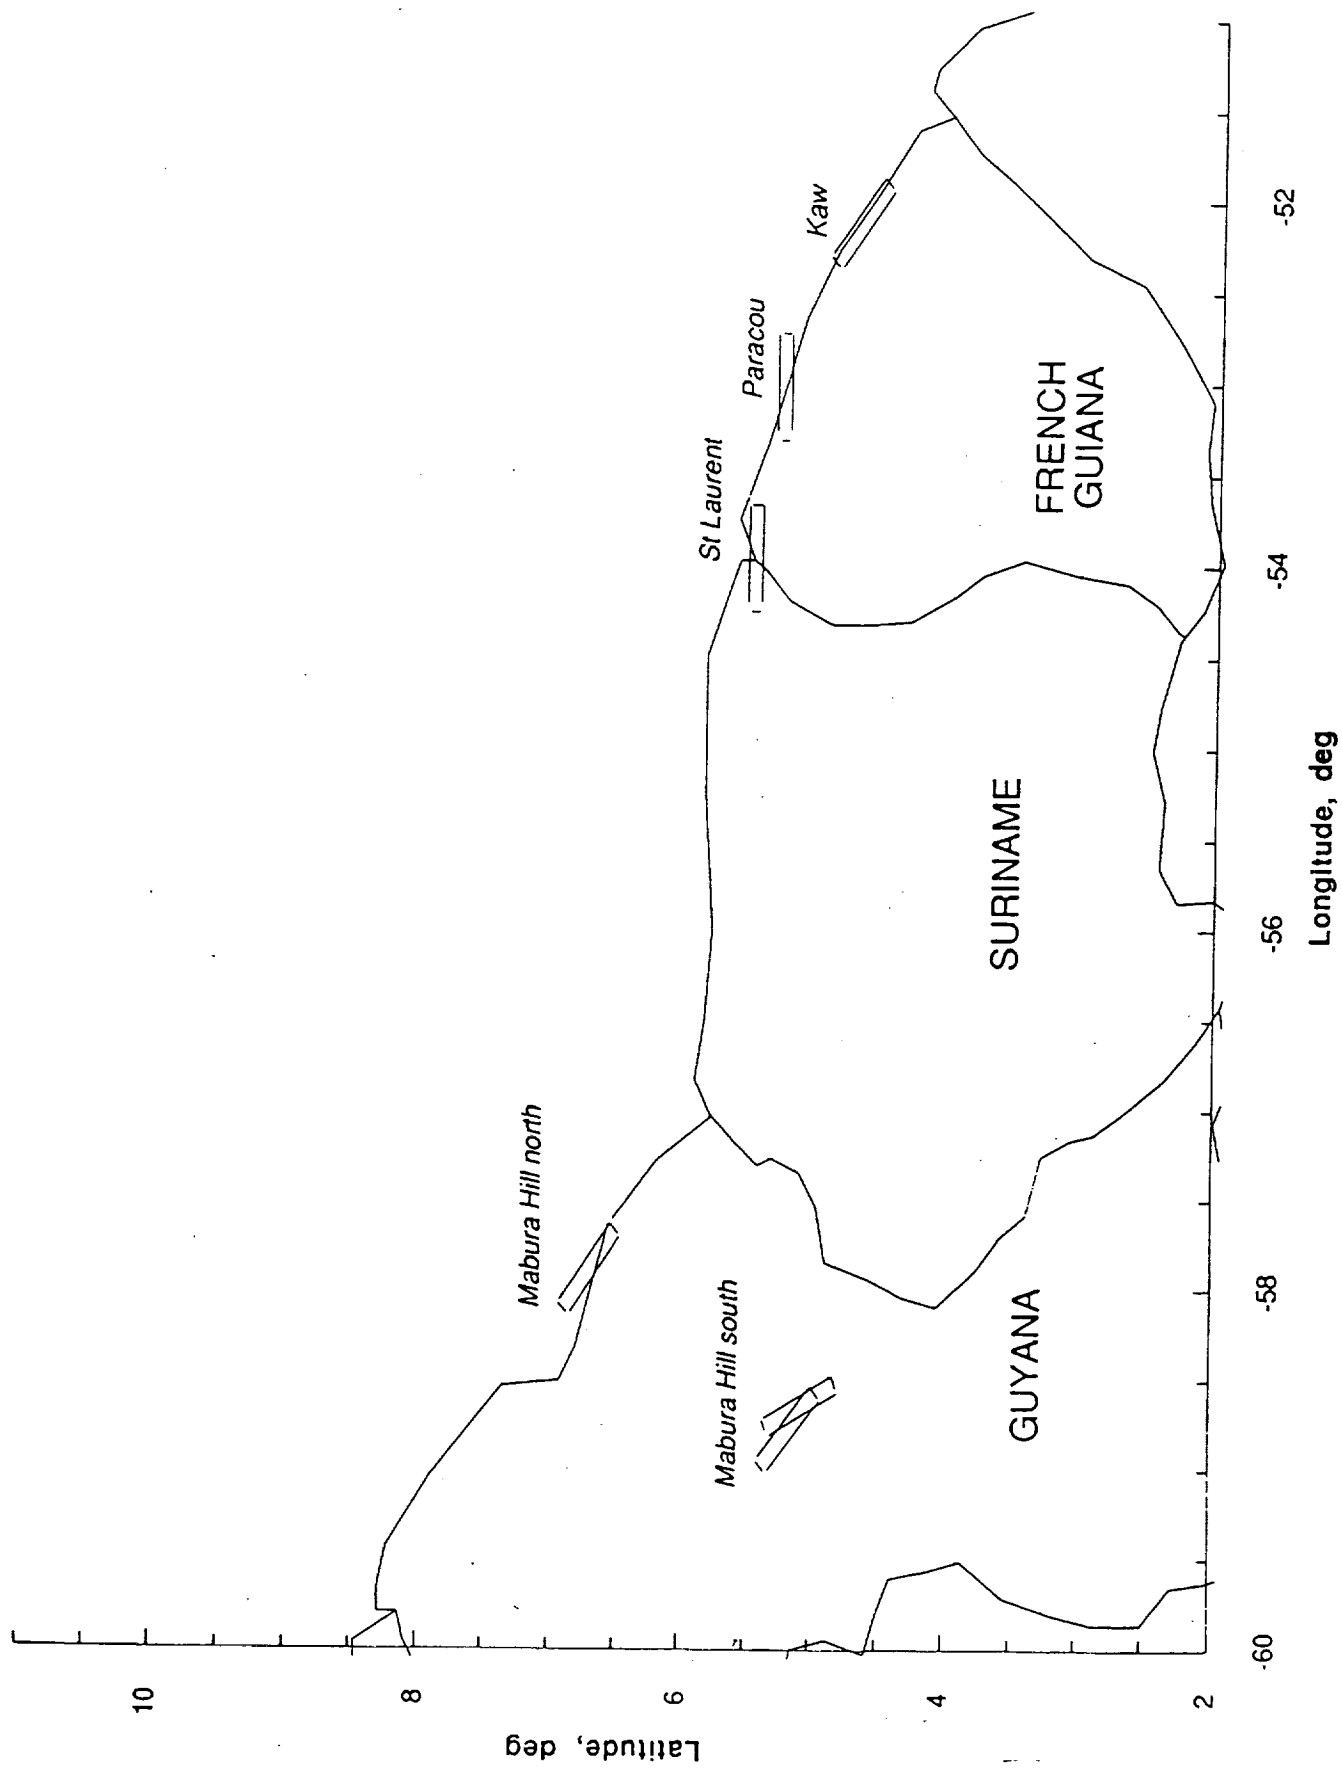 Latitude, deg
10
8
6
4
2
Mabura Hill north
Mabura Hill south
St Laurent
Paracou
Kaw
GUYANA
SURINAME
FRENCH
GUIANA
-60
-58
-56
-54
-52
Longitude, deg